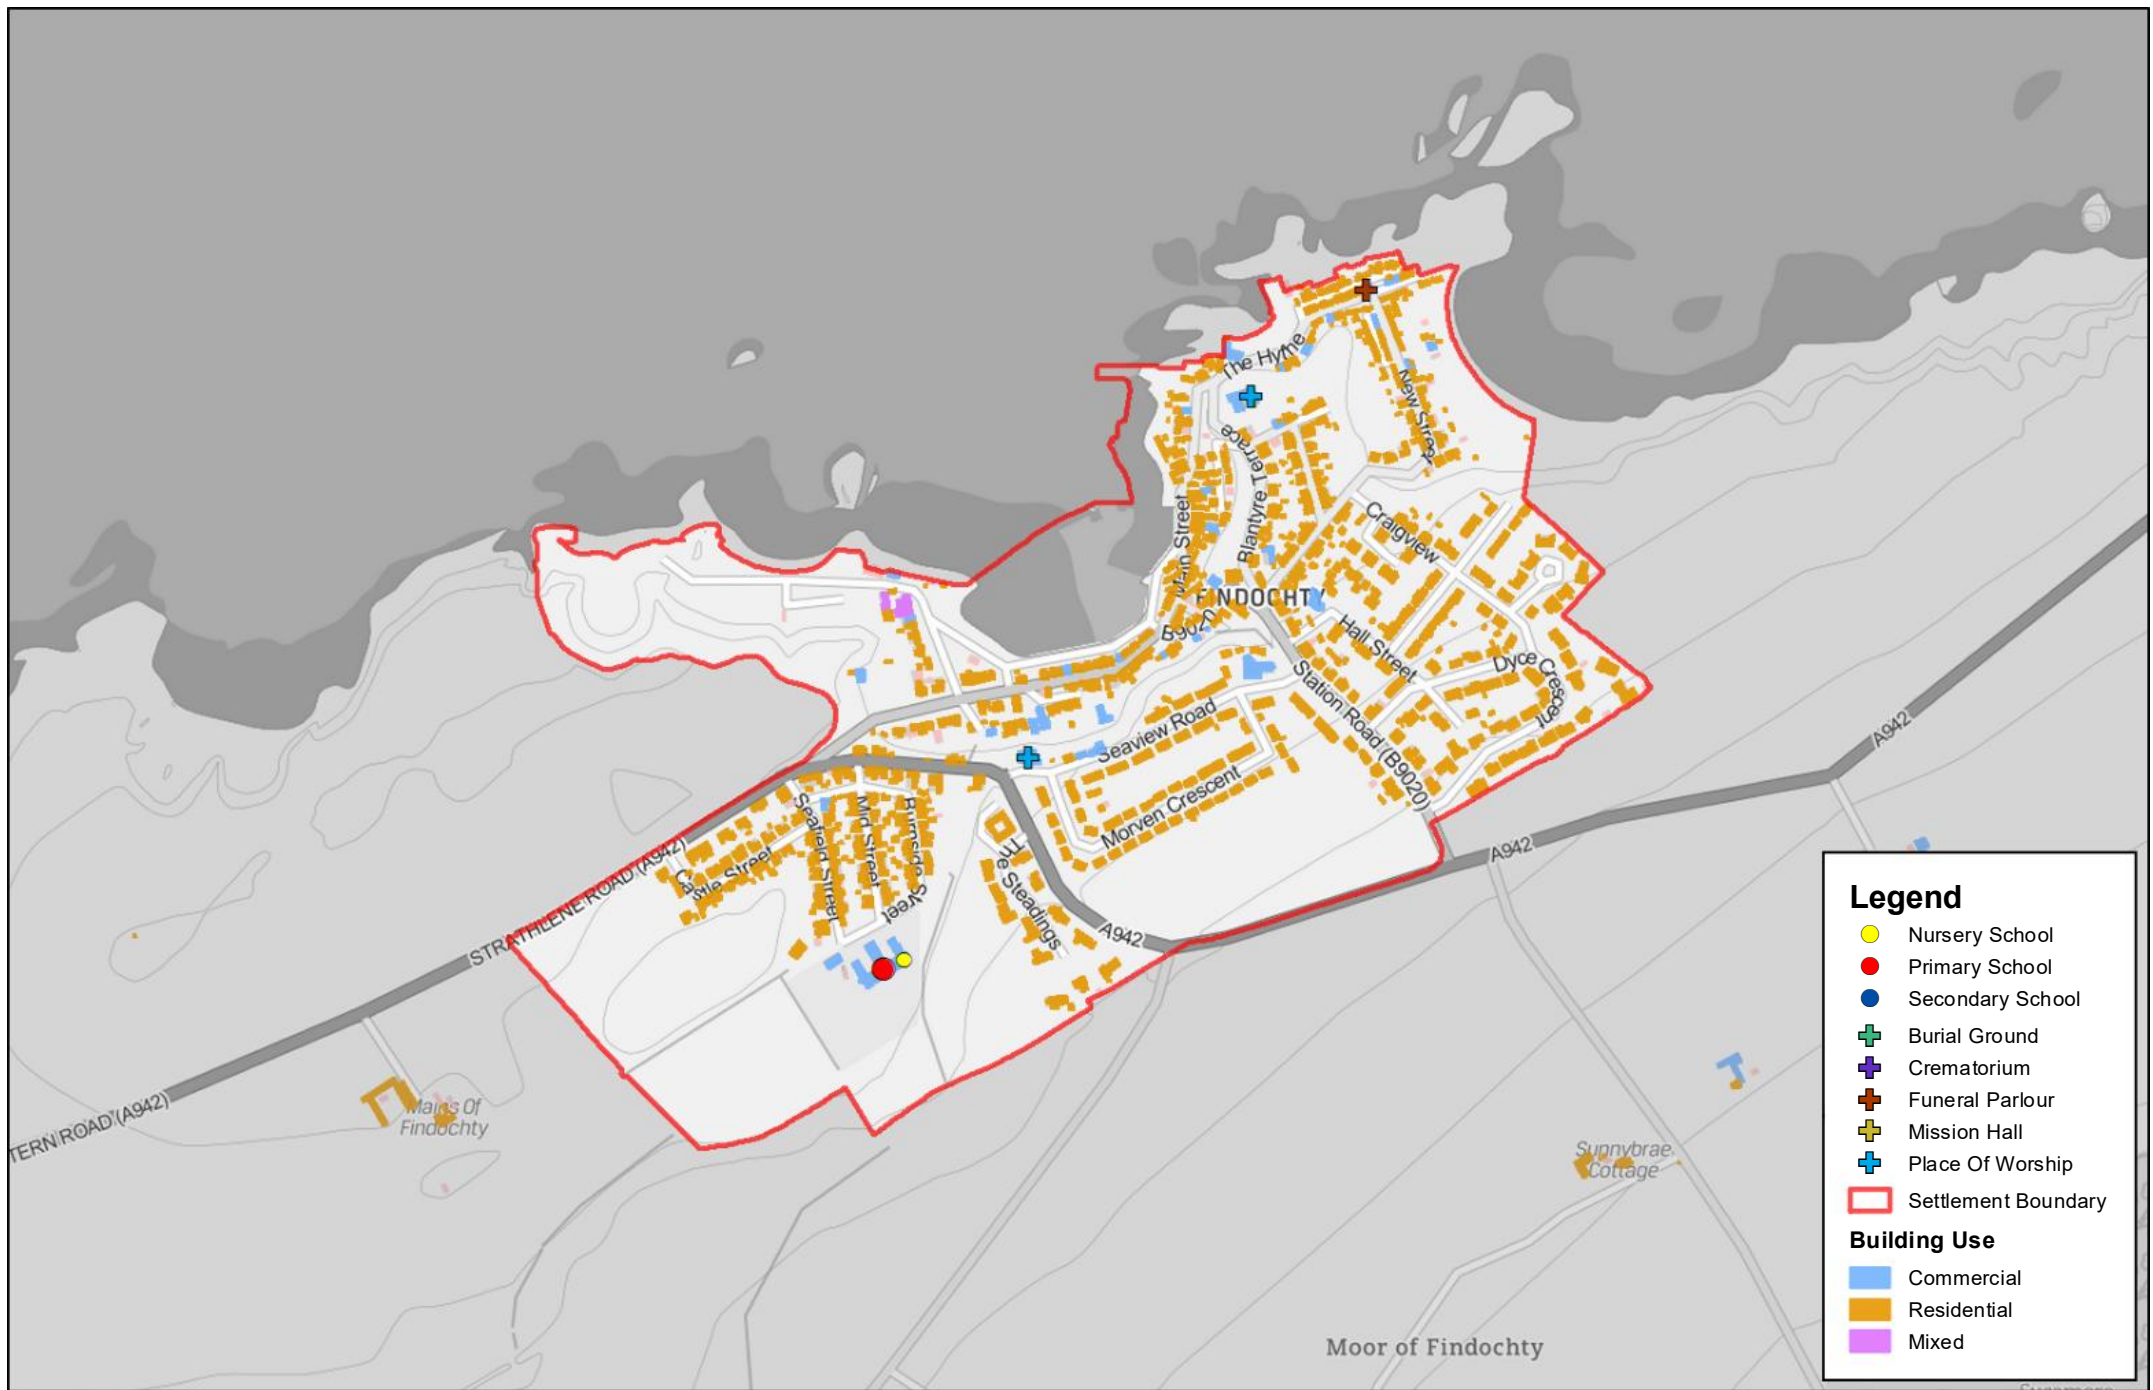 The Hythe
New Street
Blantyre Terrace
Main Street
Craigview
FINDOCHTY
B9020
Hall Street
Dyce Crescent
Station Road (B9020)
Seaview Road
Morven Crescent
A942
A942
A942
STRATHLENE ROAD (A942)
Castle Street
Seafield Street
Mid Street
Burnside Street
The Steadings
TERN ROAD (A942)
Mains Of
Findochty
Sunnybrae
Cottage
Moor of Findochty
Legend
Nursery School
Primary School
Secondary School
Burial Ground
Crematorium
Funeral Parlour
Mission Hall
Place Of Worship
Settlement Boundary
Building Use
Commercial
Residential
Mixed